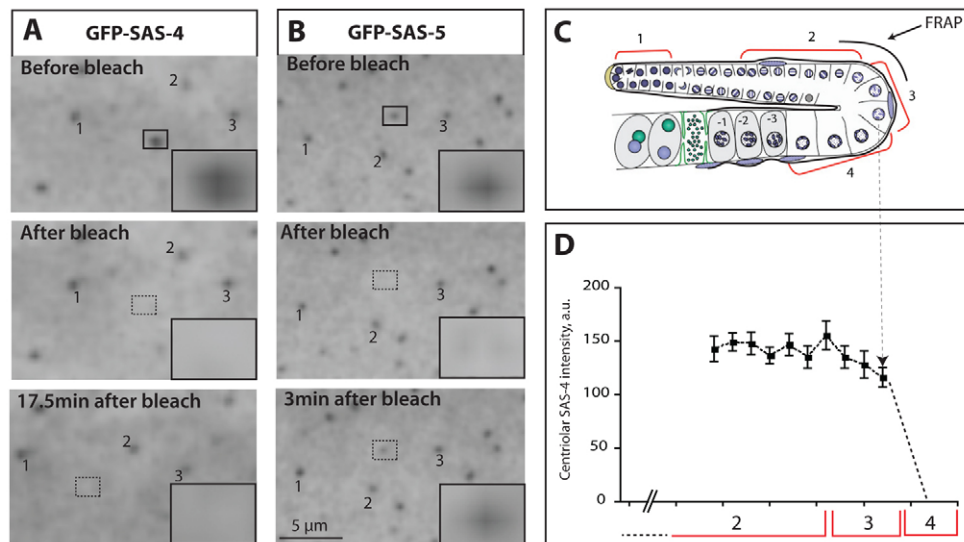 A
GFP-SAS-4
Before bleach
2
1
3
After bleach
2
1
3
17.5min after bleach
2
1
3
B
GFP-SAS-5
Before bleach
3
1
2
After bleach
3
1
2
3min after bleach
3
1
2
5 µm
C
FRAP
1
2
3
-1
-2
-3
4
D
Centriolar SAS-4 intensity, a.u.
200
150
100
50
0
2
3
4